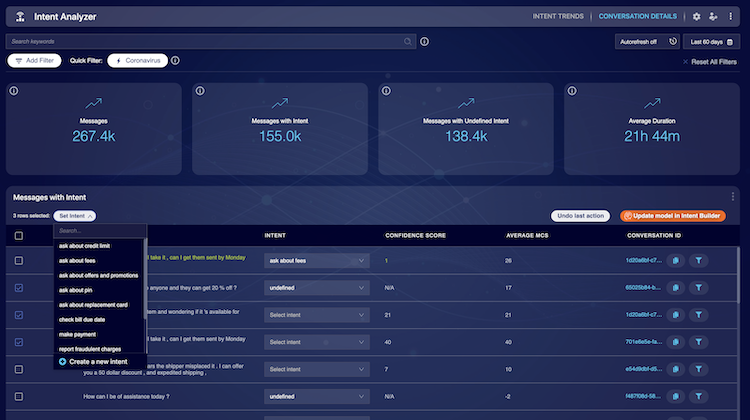 Intent Analyzer
INTENT TRENDS
CONVERSATION DETAILS
Search keywords
Autorefresh off
Last 60 days
Add Filter
Quick Filter:
Coronavirus
Reset All Filters
Messages
267.4k
Messages with Intent
155.0k
Messages with Undefined Intent
138.4k
Average Duration
21h 44m
Messages with Intent
3 rows selected:
Set Intent
Undo last action
Update model in Intent Builder
Search...
ask about credit limit
ask about fees
ask about offers and promotions
ask about pin
ask about replacement card
check bill due date
make payment
report fraudulent charges
Create a new intent
INTENT
CONFIDENCE SCORE
AVERAGE MCS
CONVERSATION ID
I take it , can I get them sent by Monday
ask about fees
1
26
1d20a6bf-c7...
anyone and they can get 20 % off ?
undefined
N/A
17
65025b84-b...
and wondering if it 's available for
Select intent
21
21
1d20a6bf-c7...
I take it , can I get them sent by Monday
Select intent
40
40
701e6e5e-fa...
the shipper misplaced it . I can offer
you a 50 dollar discount , and expedited shipping ,
Select intent
7
10
e54d9dbf-d5...
How can I be of assistance today ?
undefined
N/A
-2
f487f08d-58...